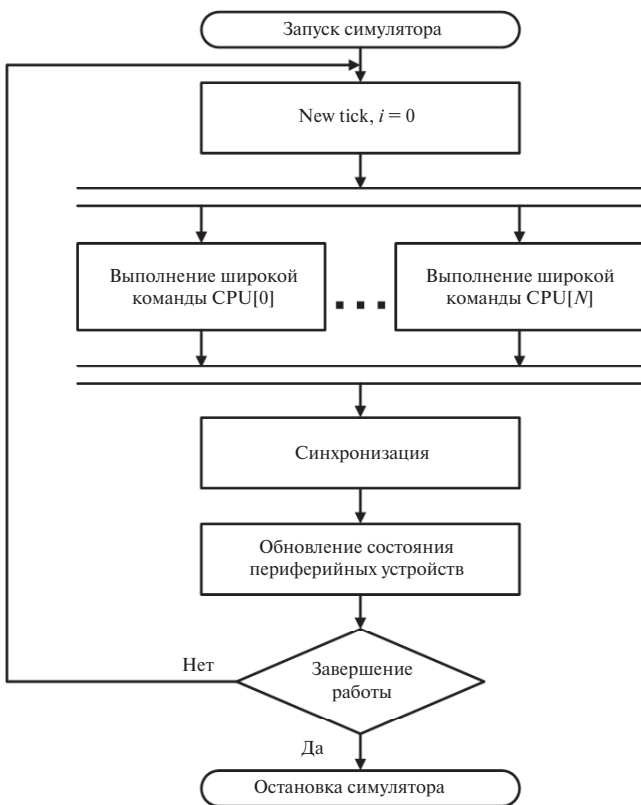 Запуск симулятора
New tick, i = 0
Выполнение широкой
команды CPU[0]
Выполнение широкой
команды CPU[N]
Синхронизация
Обновление состояния
периферийных устройств
Нет
Завершение
работы
Да
Остановка симулятора